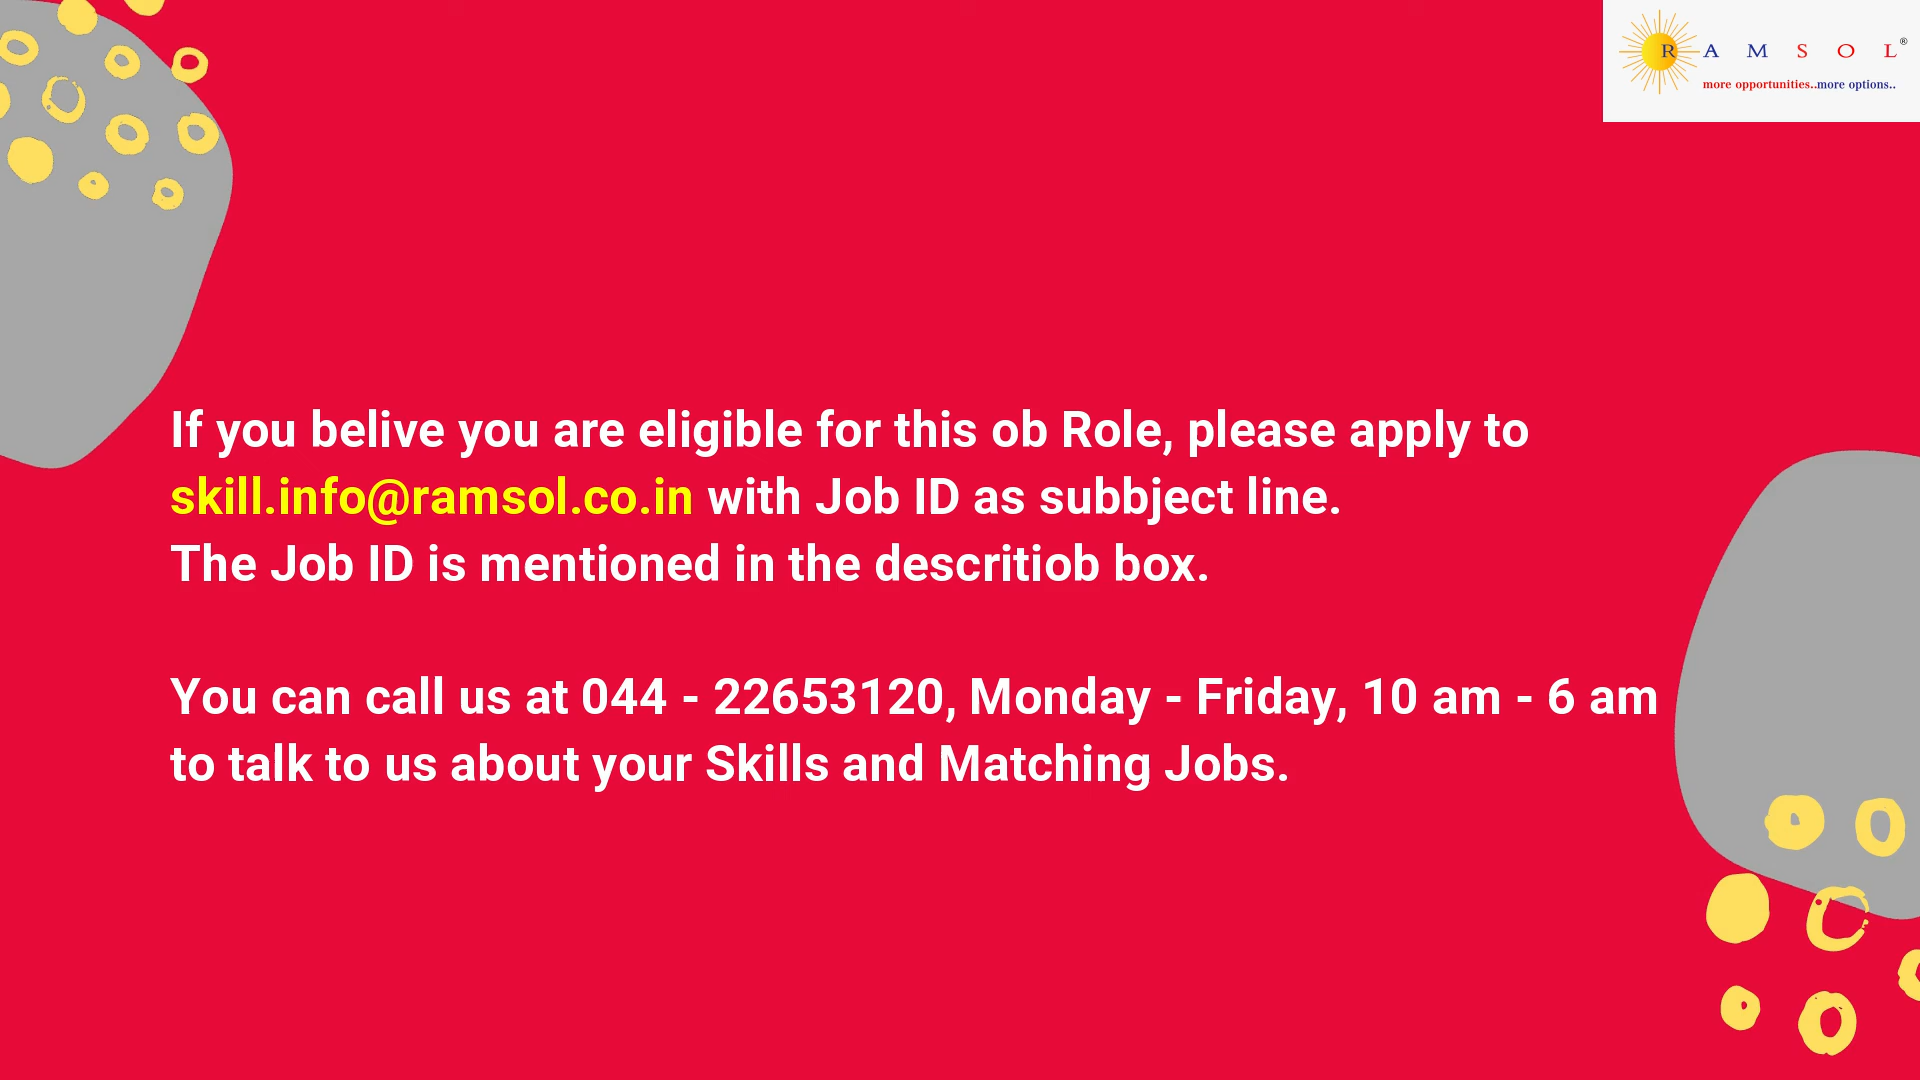 R A M S O L®
more opportunities..more options..
If you belive you are eligible for this ob Role, please apply to
skill.info@ramsol.co.in with Job ID as subbject line.
The Job ID is mentioned in the descritiob box.
You can call us at 044 - 22653120, Monday - Friday, 10 am - 6 am
to talk to us about your Skills and Matching Jobs.